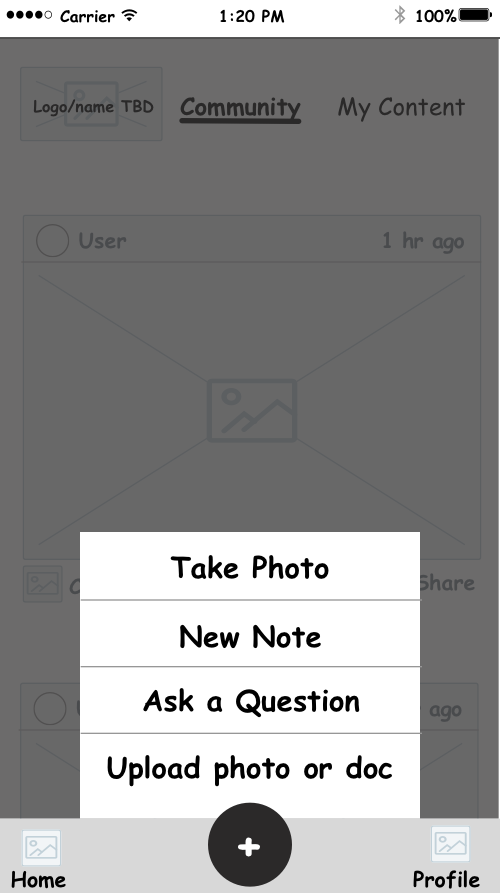 Carrier 1:20 PM 100%
Logo/name TBD Community My Content
User 1 hr ago
Take Photo
Share
New Note
Ask a Question
ago
Upload photo or doc
+
Home Profile